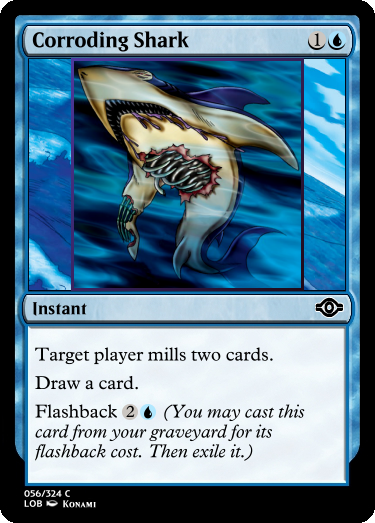 Corroding Shark 1
Instant
Target player mills two cards.
Draw a card.
Flashback 2 (You may cast this
card from your graveyard for its
flashback cost. Then exile it.)
056/324 C
LOB Konami